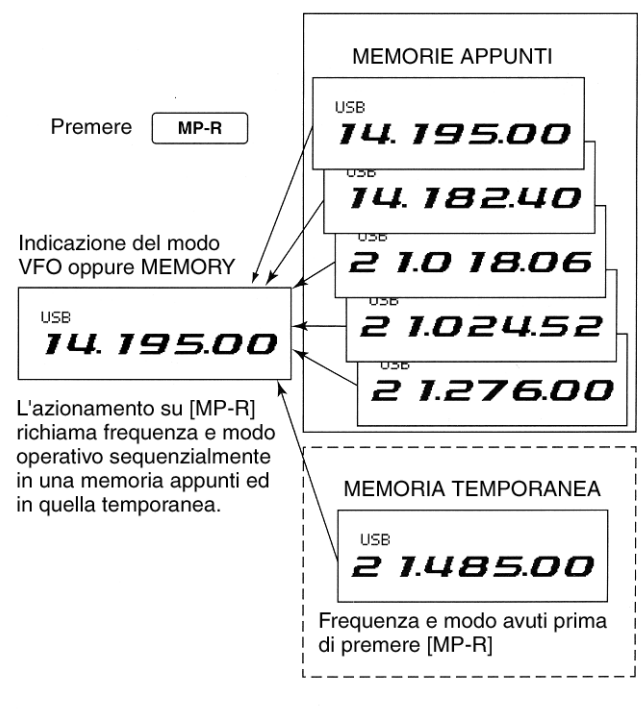 MEMORIE APPUNTI
Premere MP-R
USB
14.195.00
USB
14.182.40
USB
21.018.06
USB
21.024.52
USB
21.276.00
Indicazione del modo
VFO oppure MEMORY
USB
14.195.00
L'azionamento su [MP-R]
richiama frequenza e modo
operativo sequenzialmente
in una memoria appunti ed
in quella temporanea.
MEMORIA TEMPORANEA
USB
21.485.00
Frequenza e modo avuti prima
di premere [MP-R]